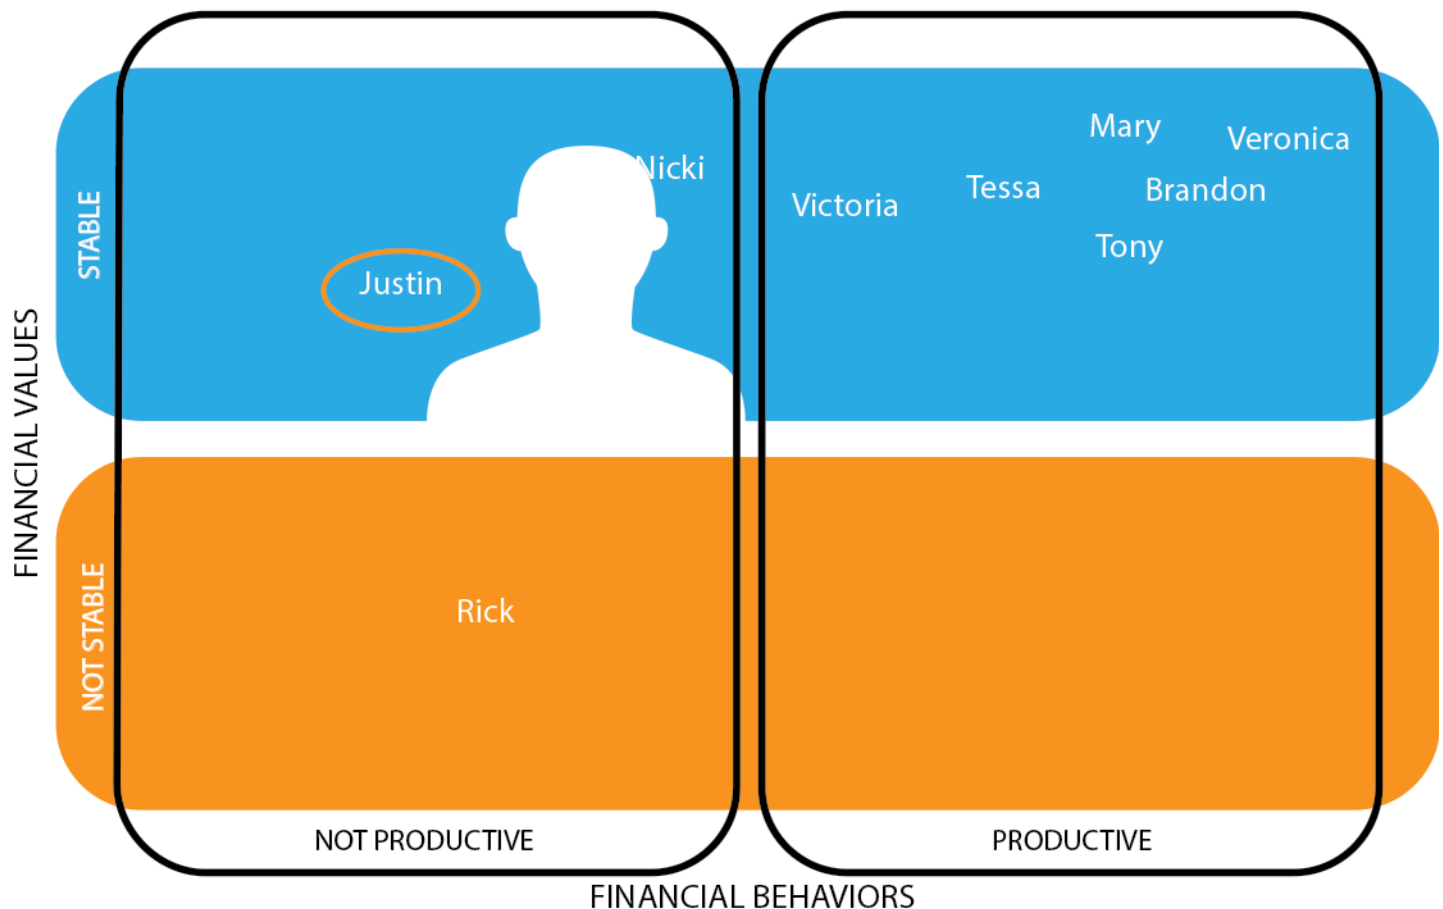 Mary
Veronica
Nicki
Tessa
Brandon
Victoria
Tony
Justin
STABLE
FINANCIAL VALUES
NOT STABLE
Rick
NOT PRODUCTIVE
PRODUCTIVE
FINANCIAL BEHAVIORS